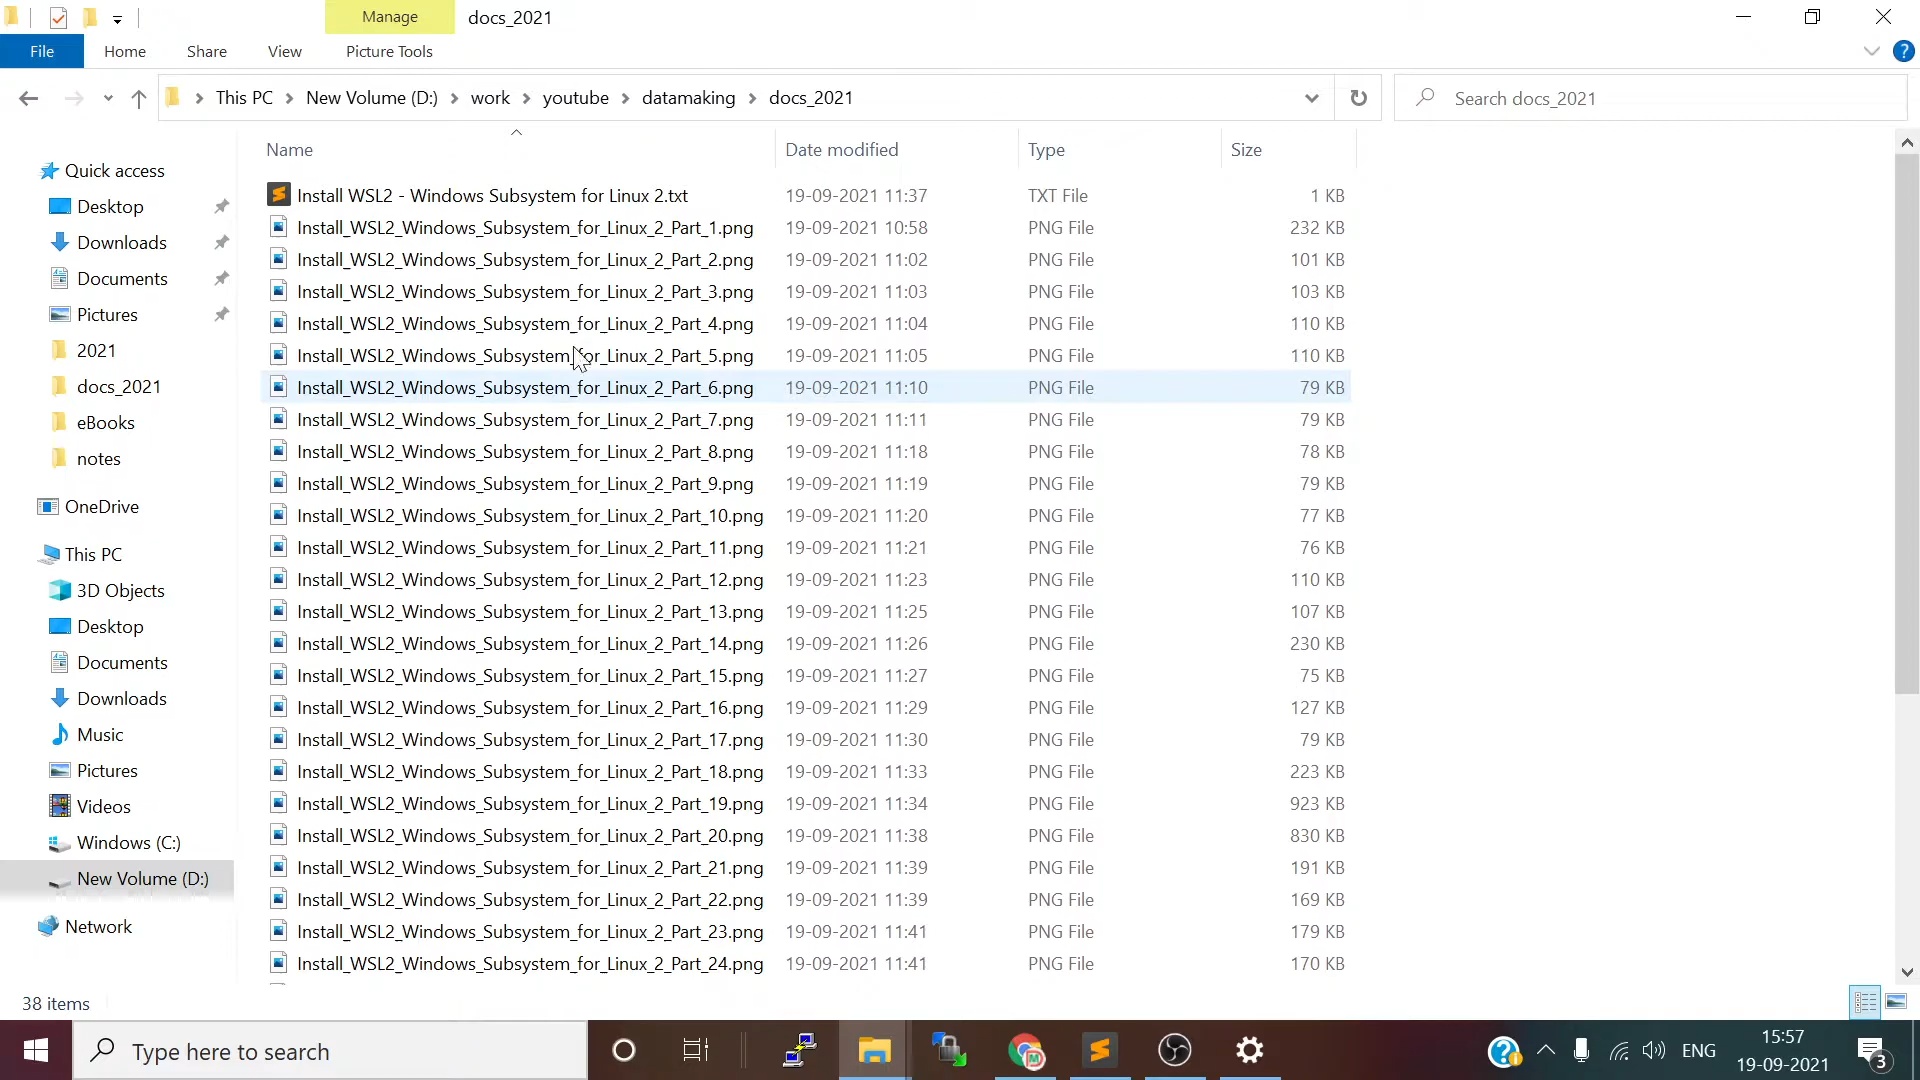 Manage docs_2021
File Home Share View Picture Tools
This PC New Volume (D:) work youtube datamaking docs_2021 Search docs_2021
Name Date modified Type Size
Quick access
Desktop
Downloads
Documents
Pictures
2021
docs_2021
eBooks
notes
OneDrive
This PC
3D Objects
Desktop
Documents
Downloads
Music
Pictures
Videos
Windows (C:)
New Volume (D:)
Network
Install WSL2 - Windows Subsystem for Linux 2.txt 19-09-2021 11:37 TXT File 1 KB
Install_WSL2_Windows_Subsystem_for_Linux_2_Part_1.png 19-09-2021 10:58 PNG File 232 KB
Install_WSL2_Windows_Subsystem_for_Linux_2_Part_2.png 19-09-2021 11:02 PNG File 101 KB
Install_WSL2_Windows_Subsystem_for_Linux_2_Part_3.png 19-09-2021 11:03 PNG File 103 KB
Install_WSL2_Windows_Subsystem_for_Linux_2_Part_4.png 19-09-2021 11:04 PNG File 110 KB
Install_WSL2_Windows_Subsystem_for_Linux_2_Part_5.png 19-09-2021 11:05 PNG File 110 KB
Install_WSL2_Windows_Subsystem_for_Linux_2_Part_6.png 19-09-2021 11:10 PNG File 79 KB
Install_WSL2_Windows_Subsystem_for_Linux_2_Part_7.png 19-09-2021 11:11 PNG File 79 KB
Install_WSL2_Windows_Subsystem_for_Linux_2_Part_8.png 19-09-2021 11:18 PNG File 78 KB
Install_WSL2_Windows_Subsystem_for_Linux_2_Part_9.png 19-09-2021 11:19 PNG File 79 KB
Install_WSL2_Windows_Subsystem_for_Linux_2_Part_10.png 19-09-2021 11:20 PNG File 77 KB
Install_WSL2_Windows_Subsystem_for_Linux_2_Part_11.png 19-09-2021 11:21 PNG File 76 KB
Install_WSL2_Windows_Subsystem_for_Linux_2_Part_12.png 19-09-2021 11:23 PNG File 110 KB
Install_WSL2_Windows_Subsystem_for_Linux_2_Part_13.png 19-09-2021 11:25 PNG File 107 KB
Install_WSL2_Windows_Subsystem_for_Linux_2_Part_14.png 19-09-2021 11:26 PNG File 230 KB
Install_WSL2_Windows_Subsystem_for_Linux_2_Part_15.png 19-09-2021 11:27 PNG File 75 KB
Install_WSL2_Windows_Subsystem_for_Linux_2_Part_16.png 19-09-2021 11:29 PNG File 127 KB
Install_WSL2_Windows_Subsystem_for_Linux_2_Part_17.png 19-09-2021 11:30 PNG File 79 KB
Install_WSL2_Windows_Subsystem_for_Linux_2_Part_18.png 19-09-2021 11:33 PNG File 223 KB
Install_WSL2_Windows_Subsystem_for_Linux_2_Part_19.png 19-09-2021 11:34 PNG File 923 KB
Install_WSL2_Windows_Subsystem_for_Linux_2_Part_20.png 19-09-2021 11:38 PNG File 830 KB
Install_WSL2_Windows_Subsystem_for_Linux_2_Part_21.png 19-09-2021 11:39 PNG File 191 KB
Install_WSL2_Windows_Subsystem_for_Linux_2_Part_22.png 19-09-2021 11:39 PNG File 169 KB
Install_WSL2_Windows_Subsystem_for_Linux_2_Part_23.png 19-09-2021 11:41 PNG File 179 KB
Install_WSL2_Windows_Subsystem_for_Linux_2_Part_24.png 19-09-2021 11:41 PNG File 170 KB
38 items
Type here to search
ENG
15:57
19-09-2021
3